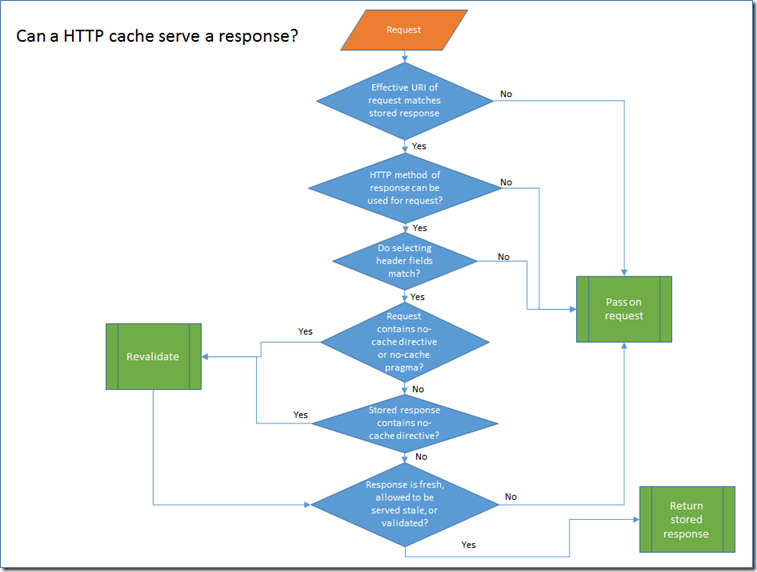 Can a HTTP cache serve a response?
Request
Effective URI of
request matches
stored response
No
Yes
HTTP method of
response can be
used for request?
No
Yes
Do selecting
header fields
match?
No
Yes
Pass on
request
Request
contains no-
cache directive
or no-cache
pragma?
Yes
Revalidate
No
Stored response
contains no-
cache directive?
Yes
No
Response is fresh,
allowed to be
served stale, or
validated?
No
Yes
Return
stored
response